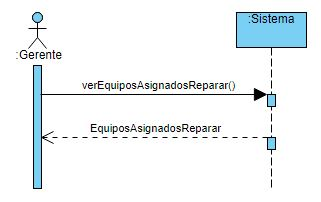 :Sistema
:Gerente
verEquiposAsignadosReparar()
EquiposAsignadosReparar